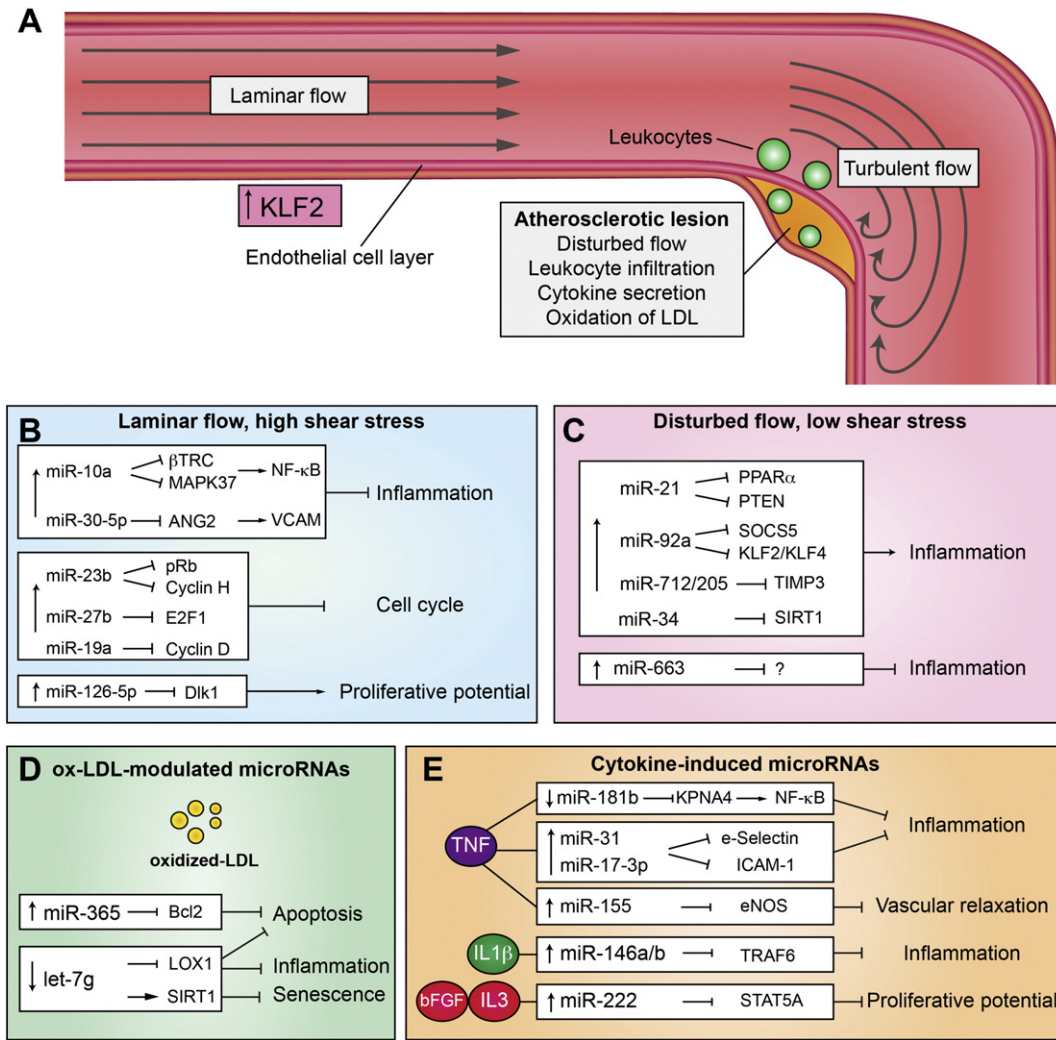 A
Laminar flow
Leukocytes
Turbulent flow
↑ KLF2
Endothelial cell layer
Atherosclerotic lesion
Disturbed flow
Leukocyte infiltration
Cytokine secretion
Oxidation of LDL
B
Laminar flow, high shear stress
miR-10a
βTRC
MAPK37
NF-κB
miR-30-5p
ANG2
VCAM
Inflammation
miR-23b
pRb
Cyclin H
miR-27b
E2F1
miR-19a
Cyclin D
Cell cycle
miR-126-5p
Dlk1
Proliferative potential
C
Disturbed flow, low shear stress
miR-21
PPARα
PTEN
miR-92a
SOCS5
KLF2/KLF4
miR-712/205
TIMP3
miR-34
SIRT1
Inflammation
miR-663
?
Inflammation
D
ox-LDL-modulated microRNAs
oxidized-LDL
miR-365
Bcl2
Apoptosis
let-7g
LOX1
SIRT1
Inflammation
Senescence
E
Cytokine-induced microRNAs
TNF
miR-181b
KPNA4
NF-κB
miR-31
miR-17-3p
e-Selectin
ICAM-1
Inflammation
miR-155
eNOS
Vascular relaxation
IL1β
miR-146a/b
TRAF6
Inflammation
bFGF
IL3
miR-222
STAT5A
Proliferative potential